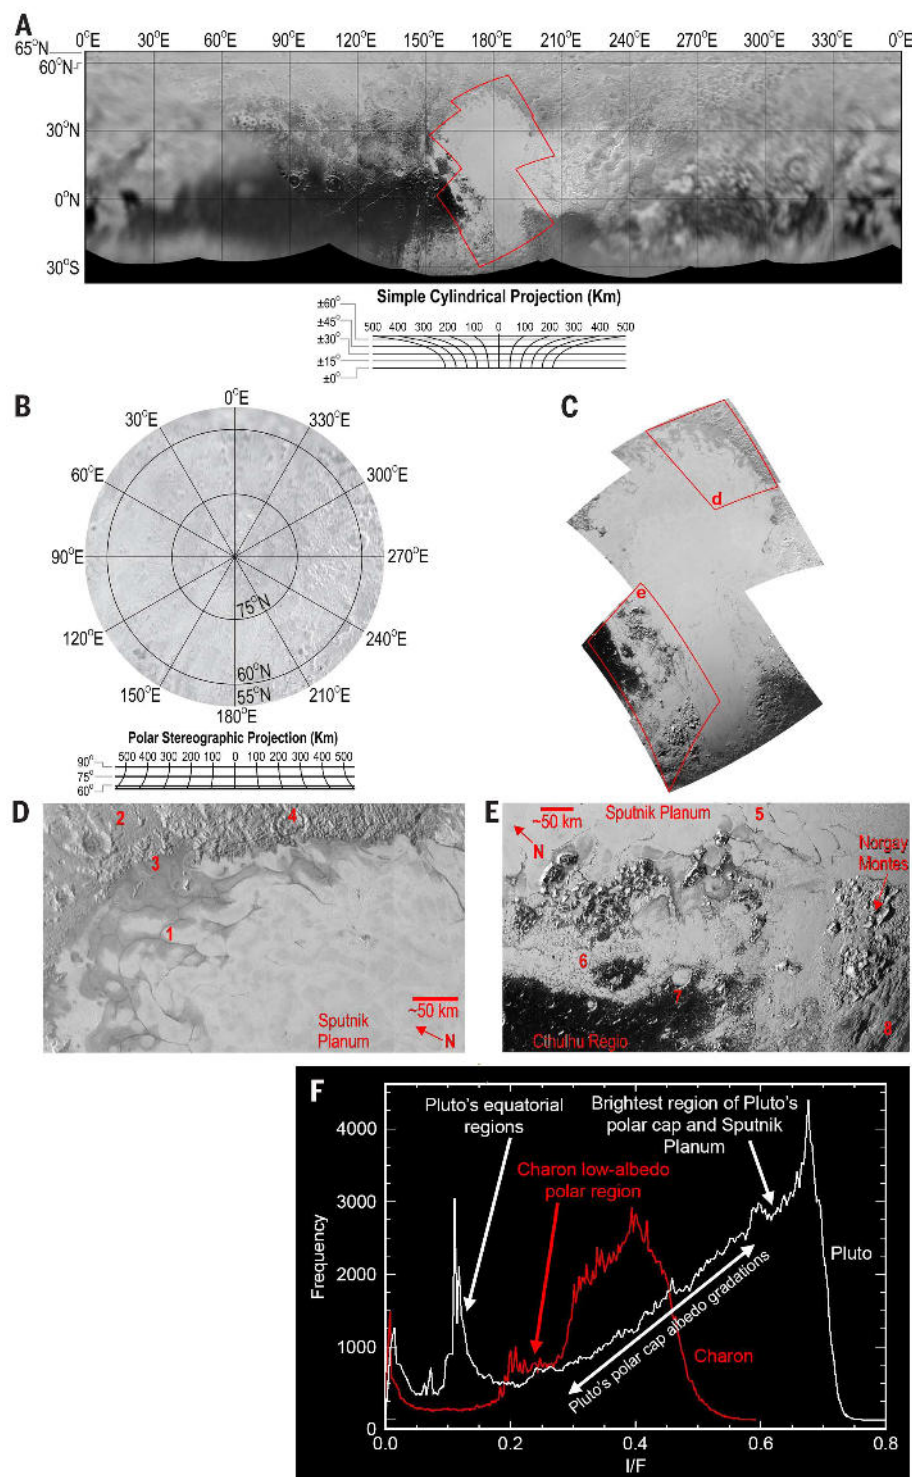 A
0°E 30°E 60°E 90°E 120°E 150°E 180°E 210°E 240°E 270°E 300°E 330°E 0°E
65°N
60°N
30°N
0°N
30°S
Simple Cylindrical Projection (Km)
±60°
±45°
±30°
±15°
±0°
500 400 300 200 100 0 100 200 300 400 500
B
0°E
30°E
330°E
60°E
300°E
90°E
270°E
120°E
240°E
150°E
210°E
180°E
75°N
60°N
55°N
Polar Stereographic Projection (Km)
500 400 300 200 100 0 100 200 300 400 500
90°
75°
60°
C
d
e
D
2
4
3
1
Sputnik
Planum
~50 km
N
E
~50 km
N
Sputnik Planum
5
Norgay
Montes
6
7
8
Cthulhu Regio
F
Pluto's equatorial
regions
Brightest region of Pluto's
polar cap and Sputnik
Planum
Charon low-albedo
polar region
Pluto
Charon
Pluto's polar cap albedo gradations
Frequency
4000
3000
2000
1000
0
0.0 0.2 0.4 0.6 0.8
I/F